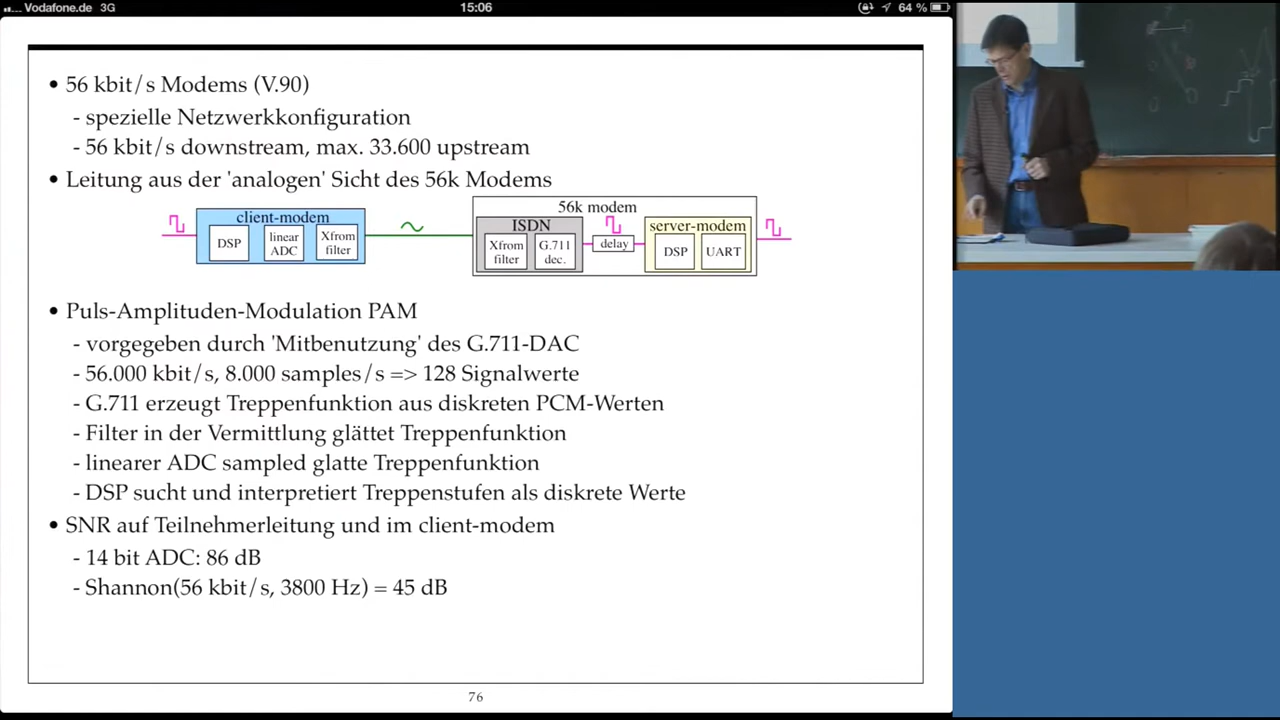 Vodafone.de 3G 15:06 64 %
• 56 kbit/s Modems (V.90)
- spezielle Netzwerkkonfiguration
- 56 kbit/s downstream, max. 33.600 upstream
• Leitung aus der 'analogen' Sicht des 56k Modems
client-modem
DSP
linear
ADC
Xfrom
filter
56k modem
ISDN
Xfrom
filter
G.711
dec.
delay
server-modem
DSP
UART
• Puls-Amplituden-Modulation PAM
- vorgegeben durch 'Mitbenutzung' des G.711-DAC
- 56.000 kbit/s, 8.000 samples/s => 128 Signalwerte
- G.711 erzeugt Treppenfunktion aus diskreten PCM-Werten
- Filter in der Vermittlung glättet Treppenfunktion
- linearer ADC sampled glatte Treppenfunktion
- DSP sucht und interpretiert Treppenstufen als diskrete Werte
• SNR auf Teilnehmerleitung und im client-modem
- 14 bit ADC: 86 dB
- Shannon(56 kbit/s, 3800 Hz) = 45 dB
76